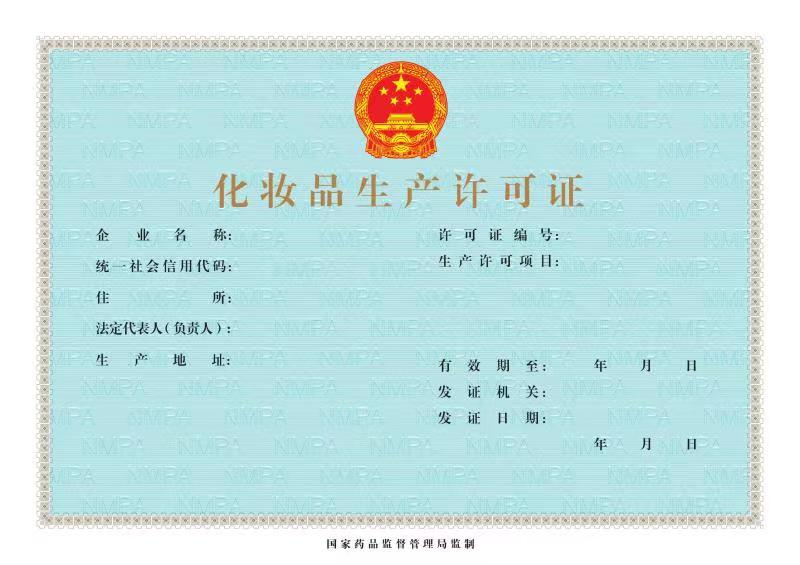 化妆品生产许可证
企业名称:
统一社会信用代码:
住所:
法定代表人(负责人):
生产地址:
许可证编号:
生产许可项目:
有效期至: 年 月 日
发证机关:
发证日期:
年 月 日
国家药品监督管理局监制
NMPA